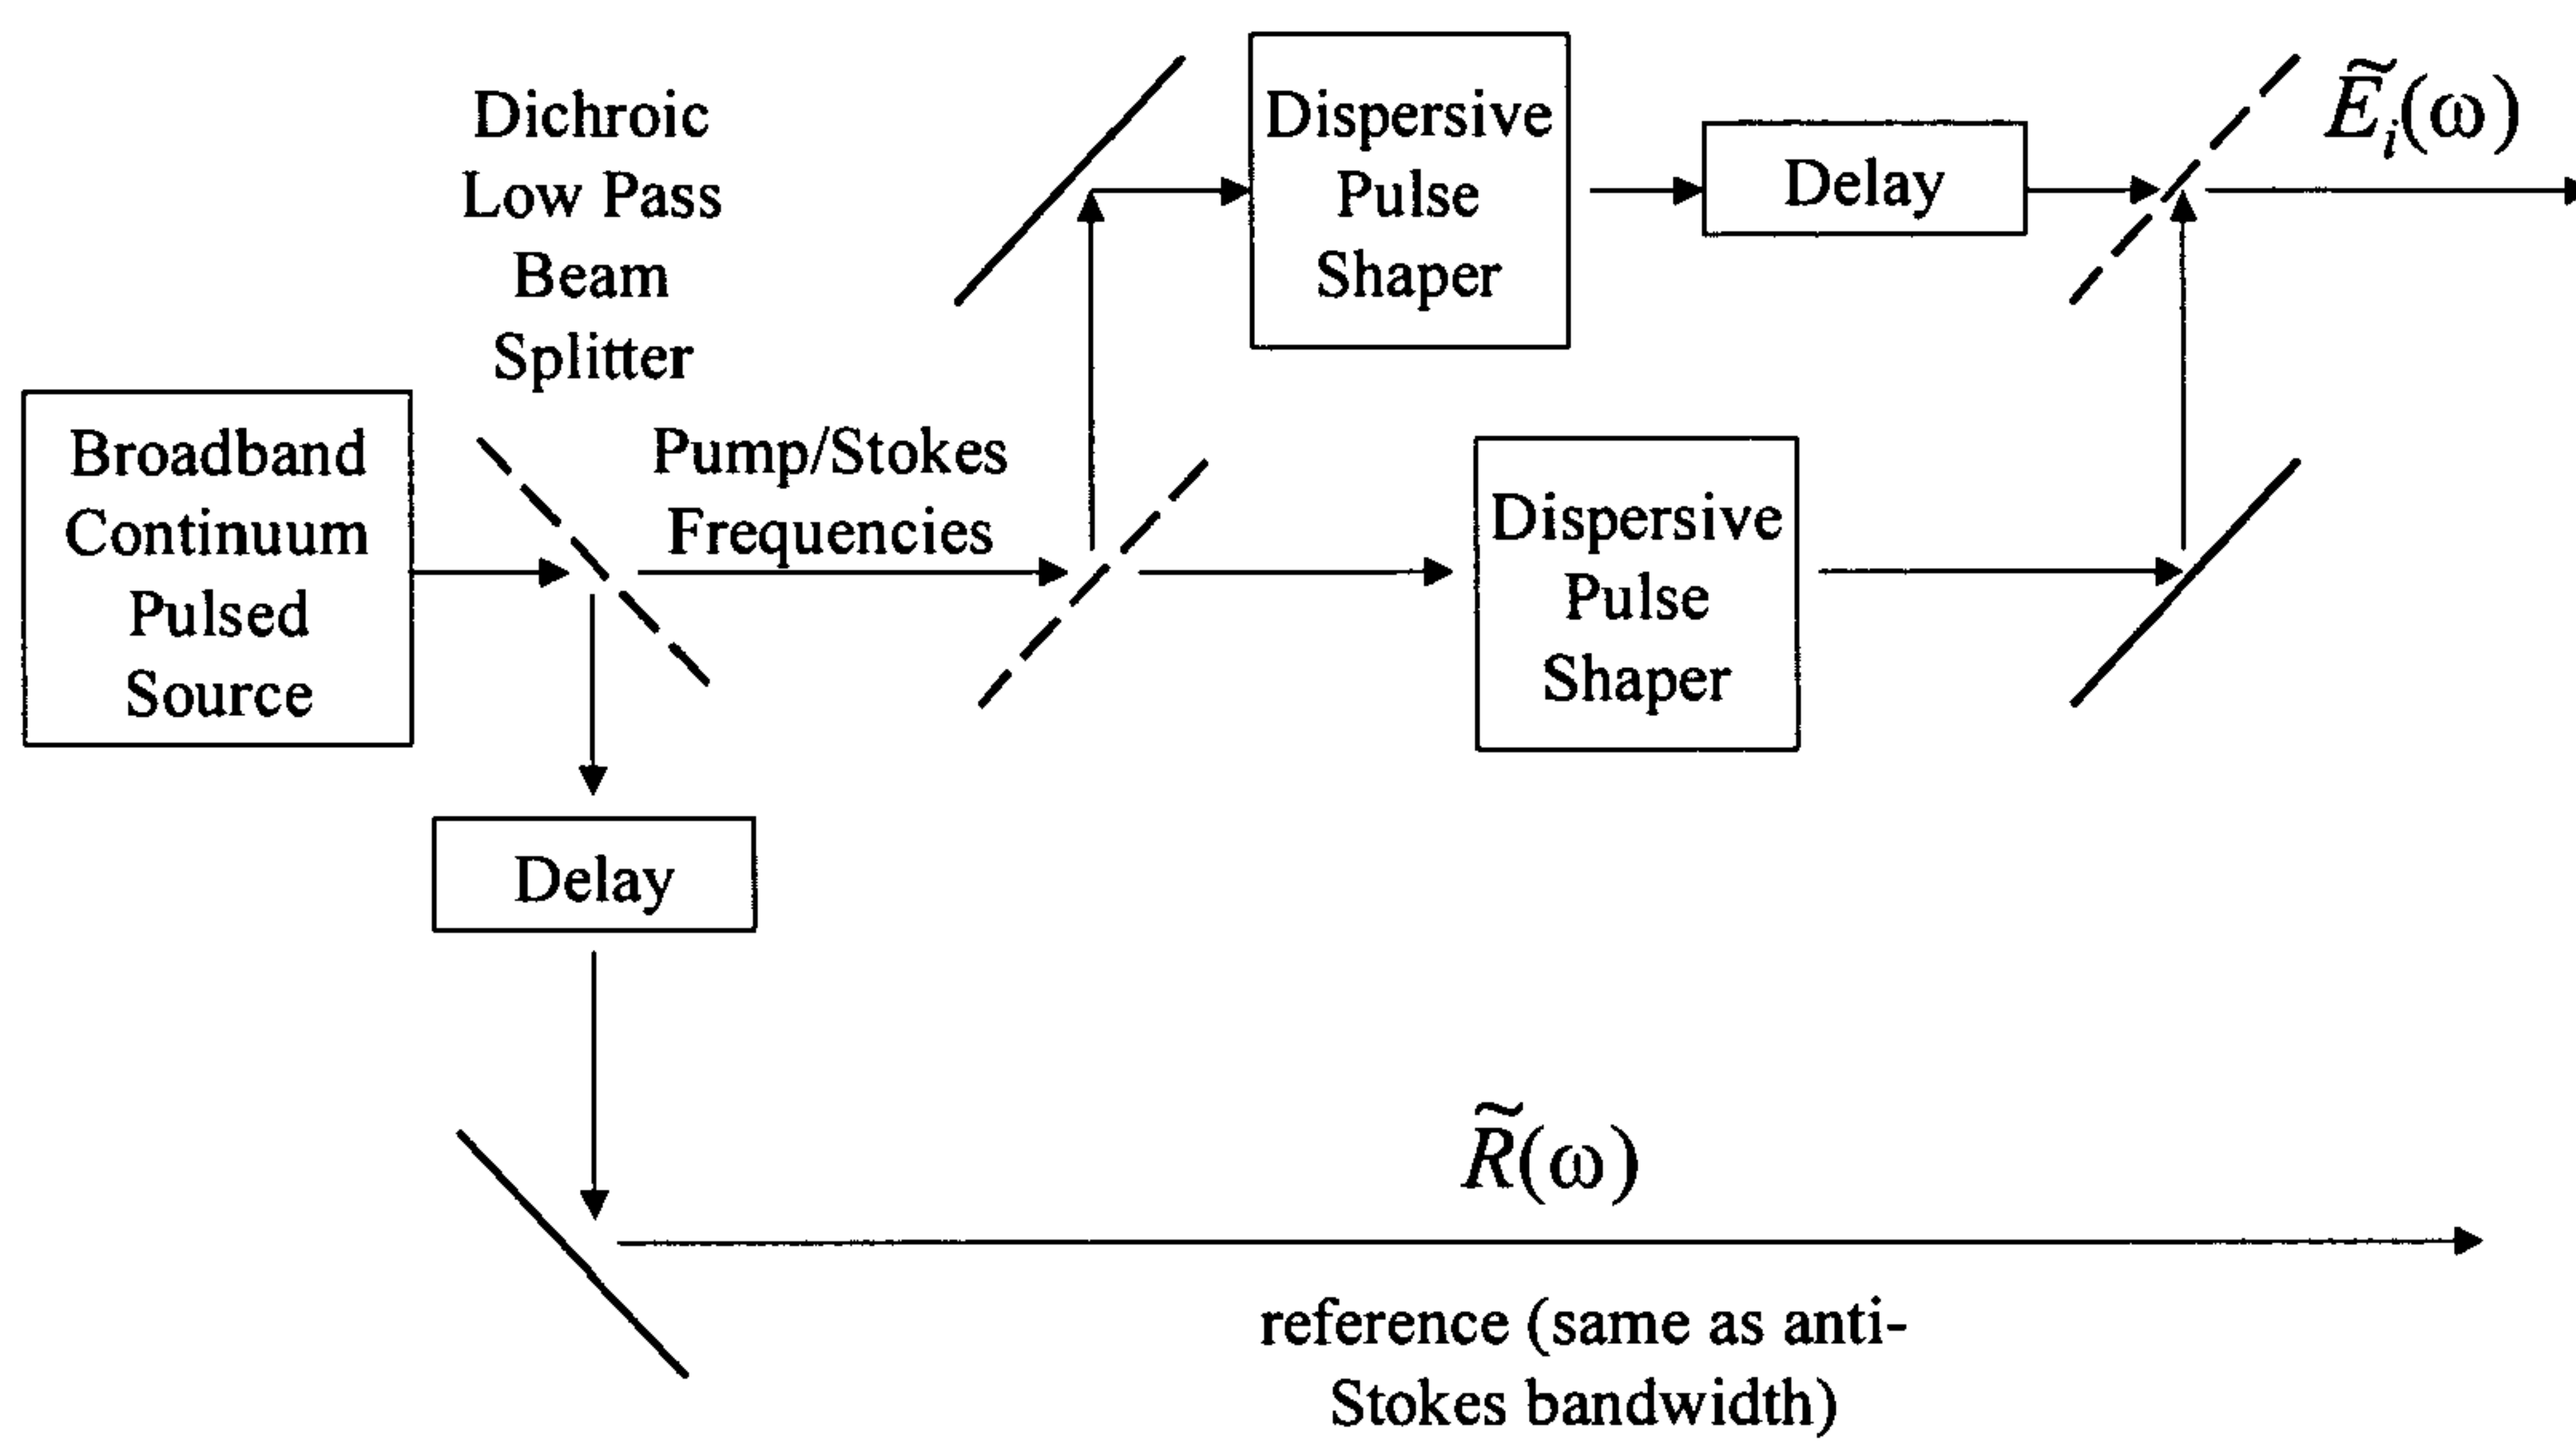 Broadband
Continuum
Pulsed
Source
Dichroic
Low Pass
Beam
Splitter
Pump/Stokes
Frequencies
Dispersive
Pulse
Shaper
Delay
Ẽᵢ(ω)
Dispersive
Pulse
Shaper
Delay
R̃(ω)
reference (same as anti-
Stokes bandwidth)